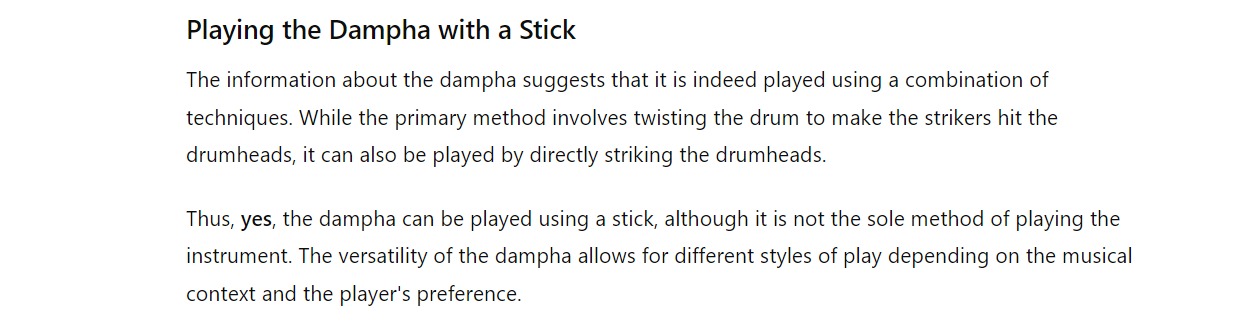 Playing the Dampha with a Stick
The information about the dampha suggests that it is indeed played using a combination of
techniques. While the primary method involves twisting the drum to make the strikers hit the
drumheads, it can also be played by directly striking the drumheads.
Thus, yes, the dampha can be played using a stick, although it is not the sole method of playing the
instrument. The versatility of the dampha allows for different styles of play depending on the musical
context and the player's preference.